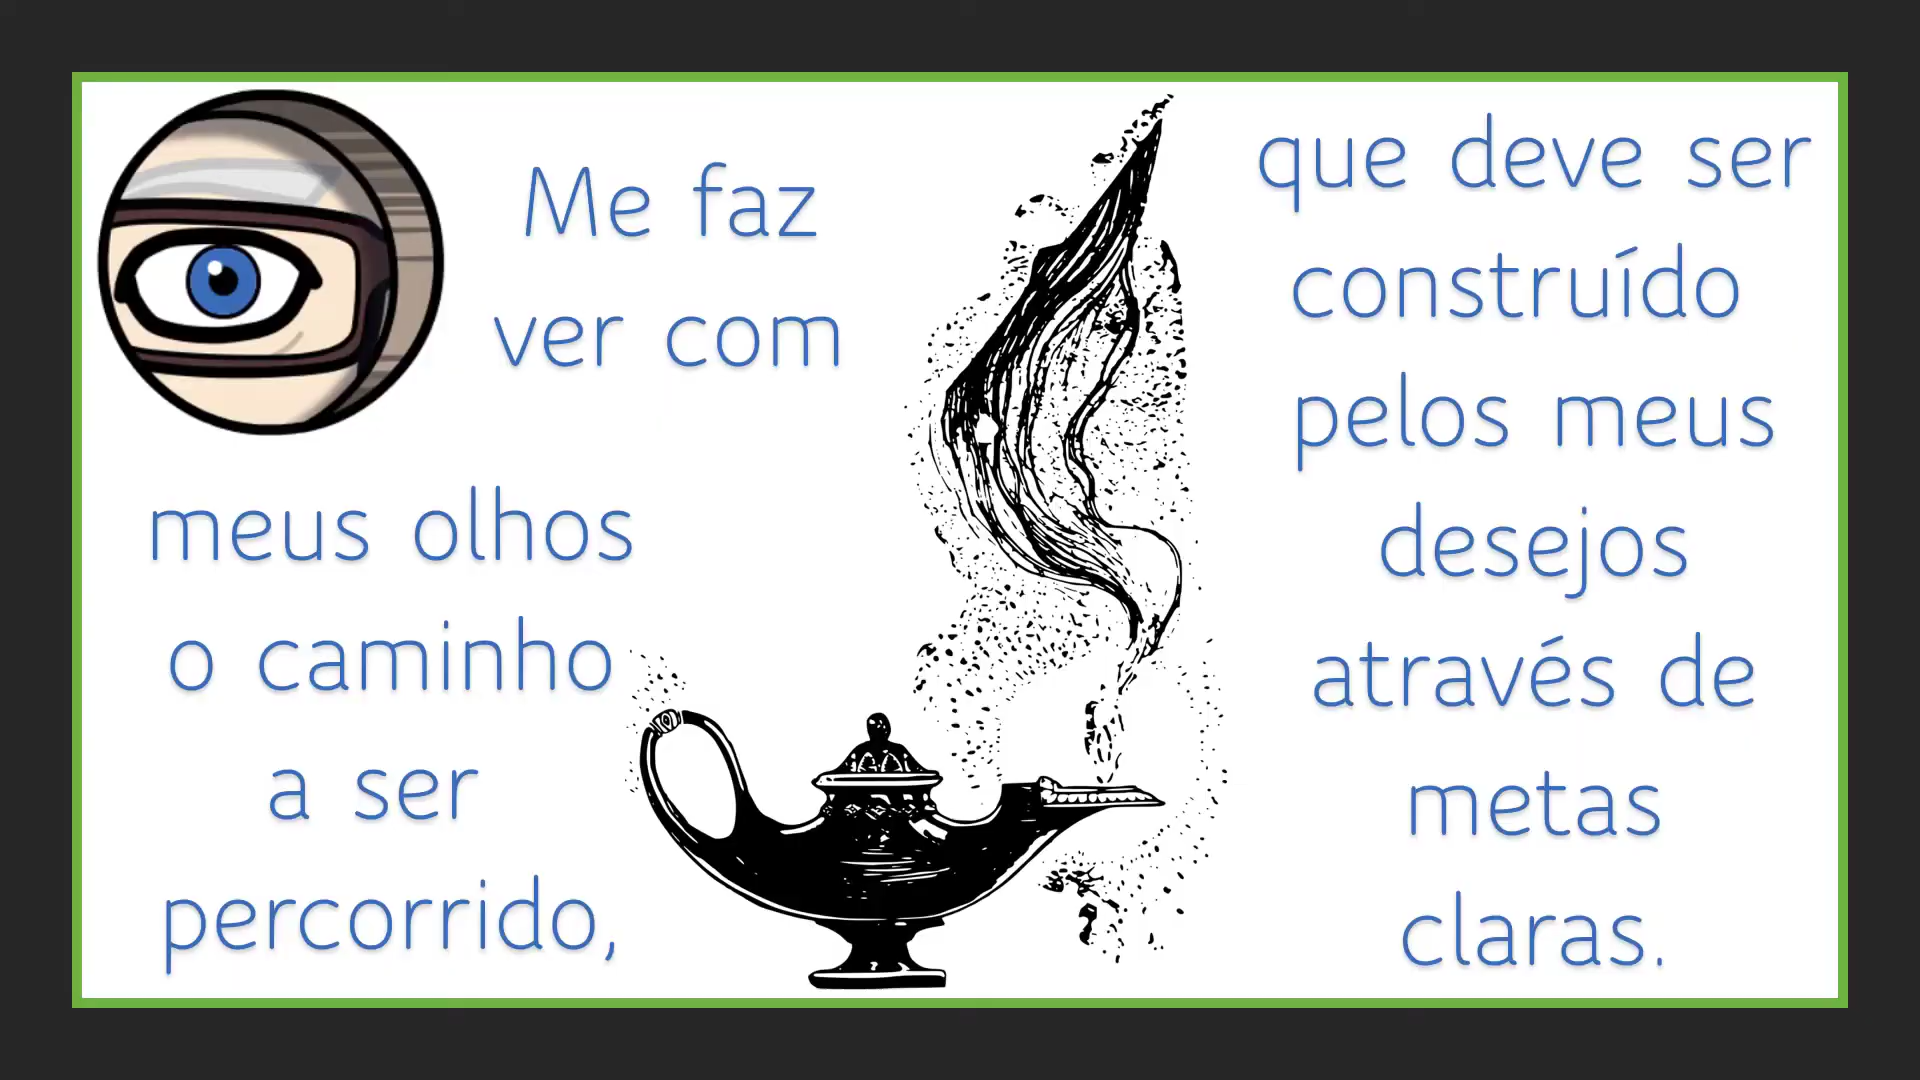 Me faz
ver com
meus olhos
o caminho
a ser
percorrido,
que deve ser
construído
pelos meus
desejos
através de
metas
claras.